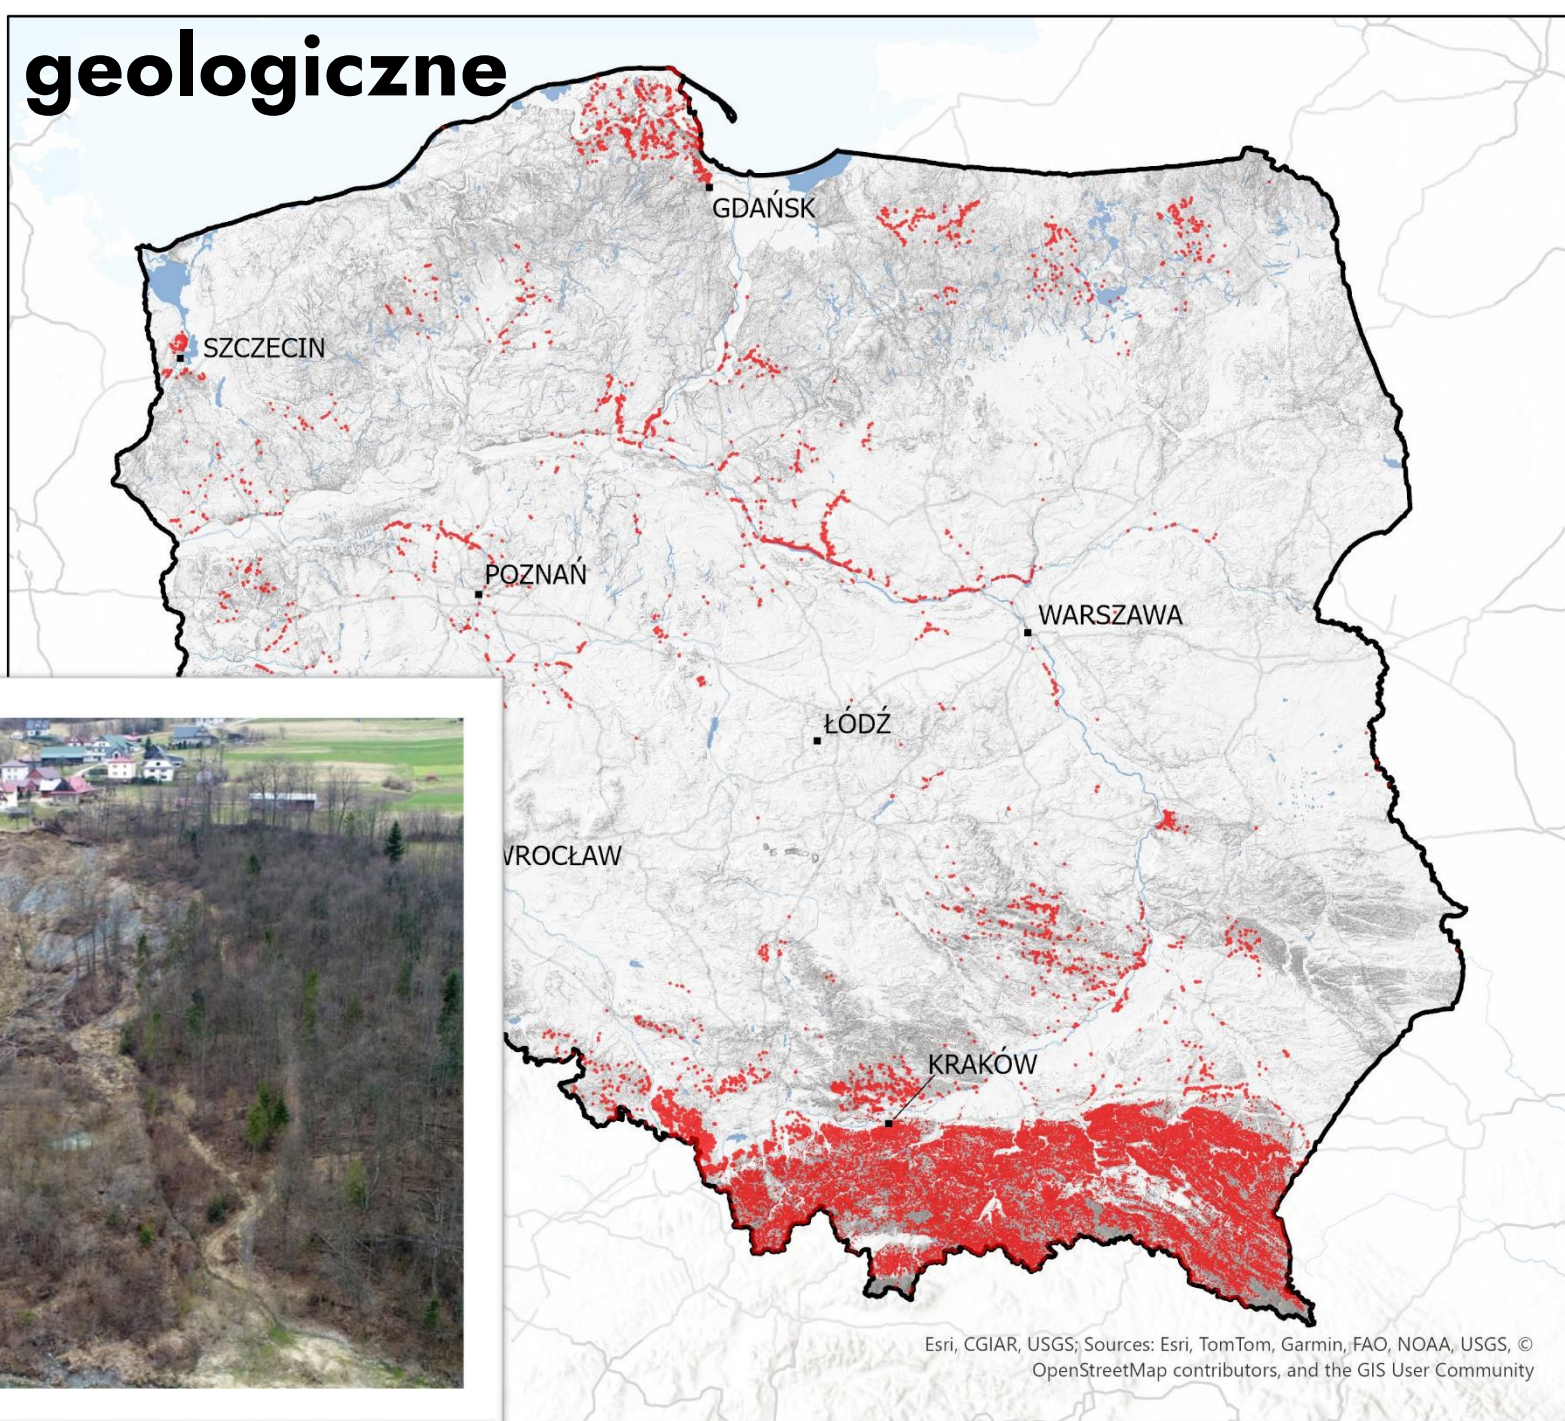 geologiczne
GDAŃSK
SZCZECIN
POZNAŃ
WARSZAWA
ŁÓDŹ
WROCŁAW
KRAKÓW
Esri, CGIAR, USGS; Sources: Esri, TomTom, Garmin, FAO, NOAA, USGS, ©
OpenStreetMap contributors, and the GIS User Community